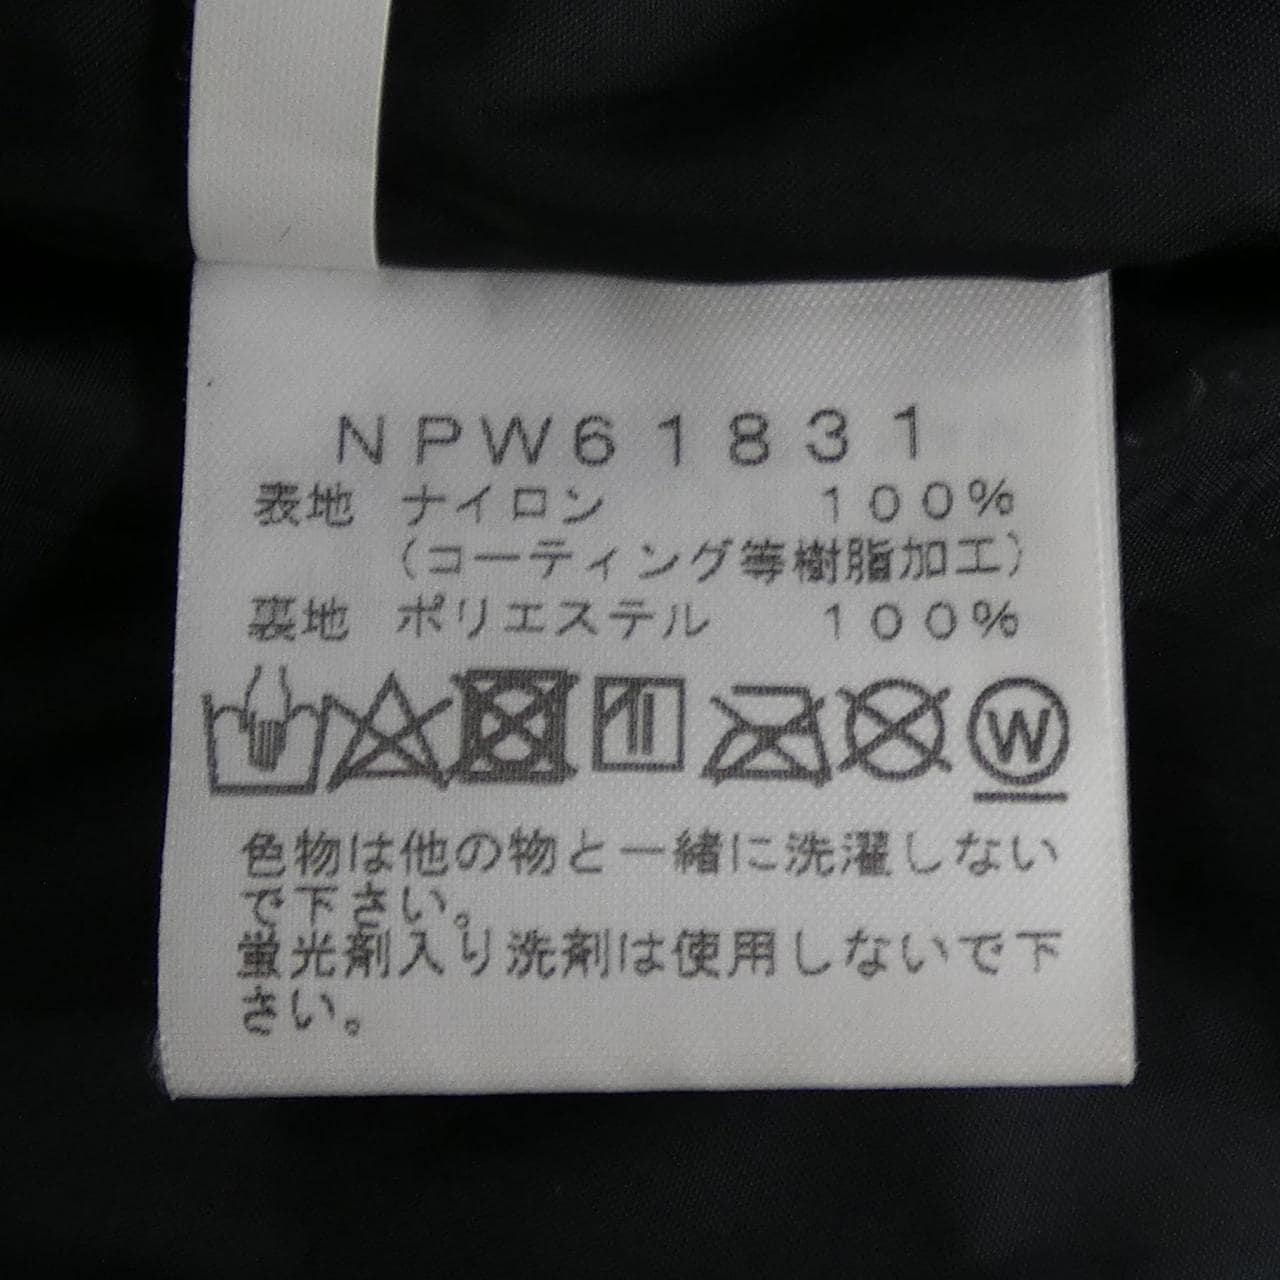 NPW61831
表地 ナイロン 100%
(コーティング等樹脂加工)
裏地 ポリエステル 100%
W
色物は他の物と一緒に洗濯しない
で下さい。
蛍光剤入り洗剤は使用しないで下
さい。